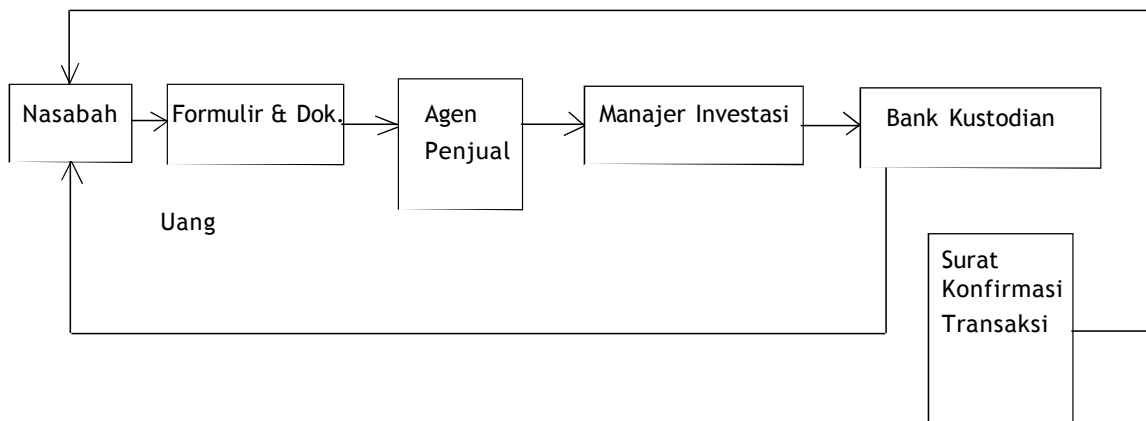 Nasabah
Formulir & Dok.
Agen
Penjual
Manajer Investasi
Bank Kustodian
Uang
Surat
Konfirmasi
Transaksi